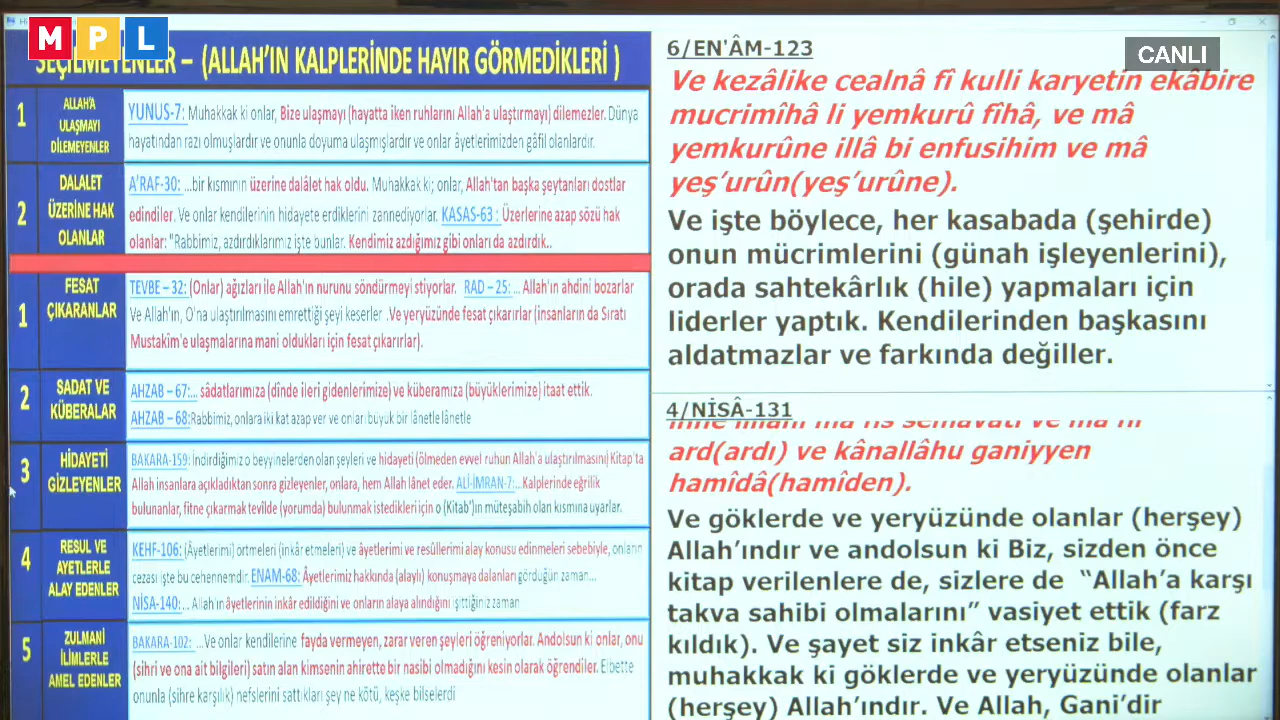 MPL
CANLI
SEÇİLMEYENLER – (ALLAH’IN KALPLERİNDE HAYIR GÖRMEDİKLERİ )
1
ALLAH'A
ULAŞMAYI
DİLEMEYENLER
YUNUS-7: Muhakkak ki onlar, Bize ulaşmayı (hayatta iken ruhlarını Allah'a ulaştırmayı) dilemezler. Dünya
hayatından razı olmuşlardır ve onunla doyuma ulaşmışlardır ve onlar âyetlerimizden gâfil olanlardır.
2
DALALET
ÜZERİNE HAK
OLANLAR
A’RAF-30: ...bir kısmının üzerine dalâlet hak oldu. Muhakkak ki; onlar, Allah'tan başka şeytanları dostlar
edindiler. Ve onlar kendilerinin hidayete erdiklerini zannediyorlar. KASAS-63 : Üzerlerine azap sözü hak
olanlar: "Rabbimiz, azdırdıklarımız işte bunlar. Kendimiz azdığımız gibi onları da azdırdık..
1
FESAT
ÇIKARANLAR
TEVBE – 32: (Onlar) ağızları ile Allah'ın nurunu söndürmeyi istiyorlar. RAD – 25: ... Allah'ın ahdini bozarlar
Ve Allah'ın, O'na ulaştırılmasını emrettiği şeyi keserler .Ve yeryüzünde fesat çıkarırlar (insanların da Sıratı
Mustakîm'e ulaşmalarına mani oldukları için fesat çıkarırlar).
2
SADAT VE
KÜBERALAR
AHZAB – 67:... sâdatlarımıza (dînde ileri gidenlerimize) ve küberamıza (büyüklerimize) itaat ettik.
AHZAB – 68:Rabbimiz, onlara iki kat azap ver ve onları büyük bir lânetle lânetle
3
HİDAYETİ
GİZLEYENLER
BAKARA-159: İndirdiğimiz o beyyinelerden olan şeyleri ve hidayeti (ölmeden evvel ruhun Allah'a ulaştırılmasını) Kitap'ta
Allah insanlara açıkladıktan sonra gizleyenler, onlara, hem Allah lânet eder. ALİ-İMRAN-7:...Kalplerinde eğrilik
bulunanlar, fitne çıkarmak tevîlde (yorumda) bulunmak istedikleri için o (Kitab')ın müteşabih olan kısmına uyarlar.
4
RESUL VE
AYETLERLE
ALAY EDENLER
KEHF-106: (Âyetlerimi) örtmeleri (inkâr etmeleri) ve âyetlerimi ve resûllerimi alay konusu edinmeleri sebebiyle, onların
cezası işte bu cehennemdir. ENAM-68: Âyetlerimiz hakkında (alaylı) konuşmaya dalanları gördüğün zaman...
NİSA-140: ... Allah'ın âyetlerinin inkâr edildiğini ve onların alaya alındığını işittiğiniz zaman
5
ZULMANİ
İLİMLERLE
AMEL EDENLER
BAKARA-102: ...Ve onlar kendilerine fayda vermeyen, zarar veren şeyleri öğreniyorlar. Andolsun ki onlar, onu
(sihri ve ona ait bilgileri) satın alan kimsenin ahirette bir nasibi olmadığını kesin olarak öğrendiler. Elbette
onunla (sihre karşılık) nefslerini sattıkları şey ne kötü, keşke bilselerdi
6/EN'ÂM-123
Ve kezâlike cealnâ fî kulli karyetin ekâbire
mucrimîhâ li yemkurû fîhâ, ve mâ
yemkurûne illâ bi enfusihim ve mâ
yeş’urûn(yeş’urûne).
Ve işte böylece, her kasabada (şehirde)
onun mücrimlerini (günah işleyenlerini),
orada sahtekârlık (hile) yapmaları için
liderler yaptık. Kendilerinden başkasını
aldatmazlar ve farkında değiller.
4/NİSÂ-131
ard(ardı) ve kânallâhu ganiyyen
hamîdâ(hamîden).
Ve göklerde ve yeryüzünde olanlar (herşey)
Allah’ındır ve andolsun ki Biz, sizden önce
kitap verilenlere de, sizlere de “Allah’a karşı
takva sahibi olmalarını” vasiyet ettik (farz
kıldık). Ve şayet siz inkâr etseniz bile,
muhakkak ki göklerde ve yeryüzünde olanlar
(herşey) Allah’ındır. Ve Allah, Gani’dir